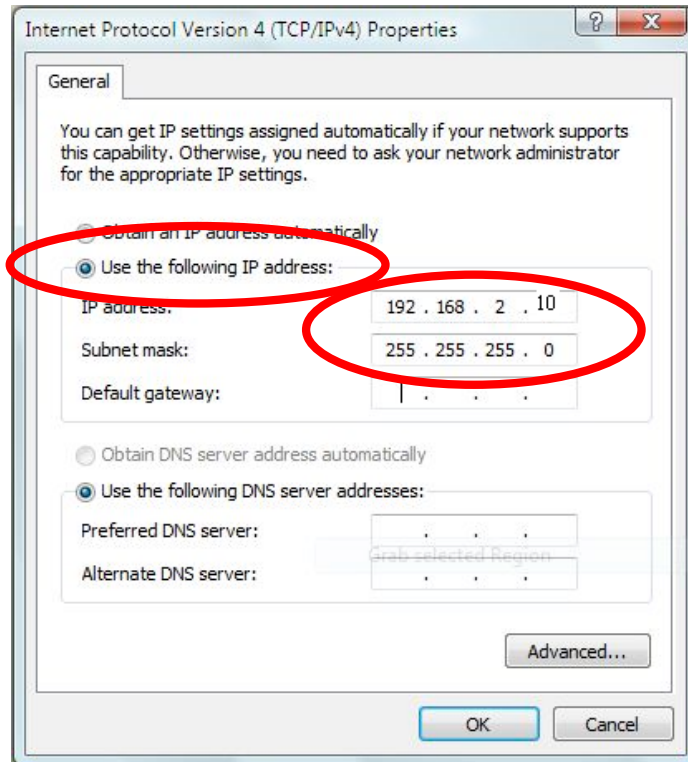 Internet Protocol Version 4 (TCP/IPv4) Properties
General
You can get IP settings assigned automatically if your network supports
this capability. Otherwise, you need to ask your network administrator
for the appropriate IP settings.
Obtain an IP address automatically
Use the following IP address:
IP address: 192 . 168 . 2 . 10
Subnet mask: 255 . 255 . 255 . 0
Default gateway: . . .
Obtain DNS server address automatically
Use the following DNS server addresses:
Preferred DNS server: . . .
Grab selected Region
Alternate DNS server: . . .
Advanced...
OK Cancel